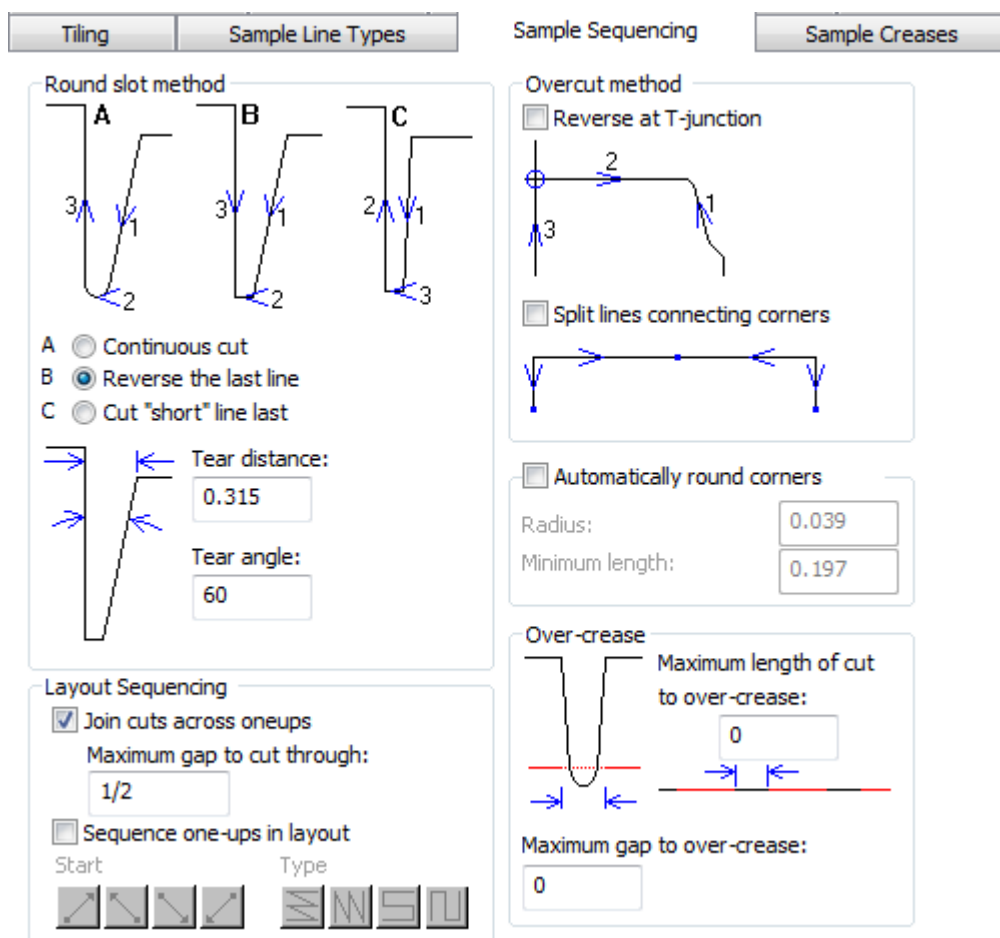 Tiling
Sample Line Types
Sample Sequencing
Sample Creases
Round slot method
A
B
C
3
1
2
3
1
2
2
1
3
A Continuous cut
B Reverse the last line
C Cut "short" line last
Tear distance:
0.315
Tear angle:
60
Layout Sequencing
Join cuts across oneups
Maximum gap to cut through:
1/2
Sequence one-ups in layout
Start
Type
Overcut method
Reverse at T-junction
2
1
3
Split lines connecting corners
Automatically round corners
Radius:
0.039
Minimum length:
0.197
Over-crease
Maximum length of cut
to over-crease:
0
Maximum gap to over-crease:
0